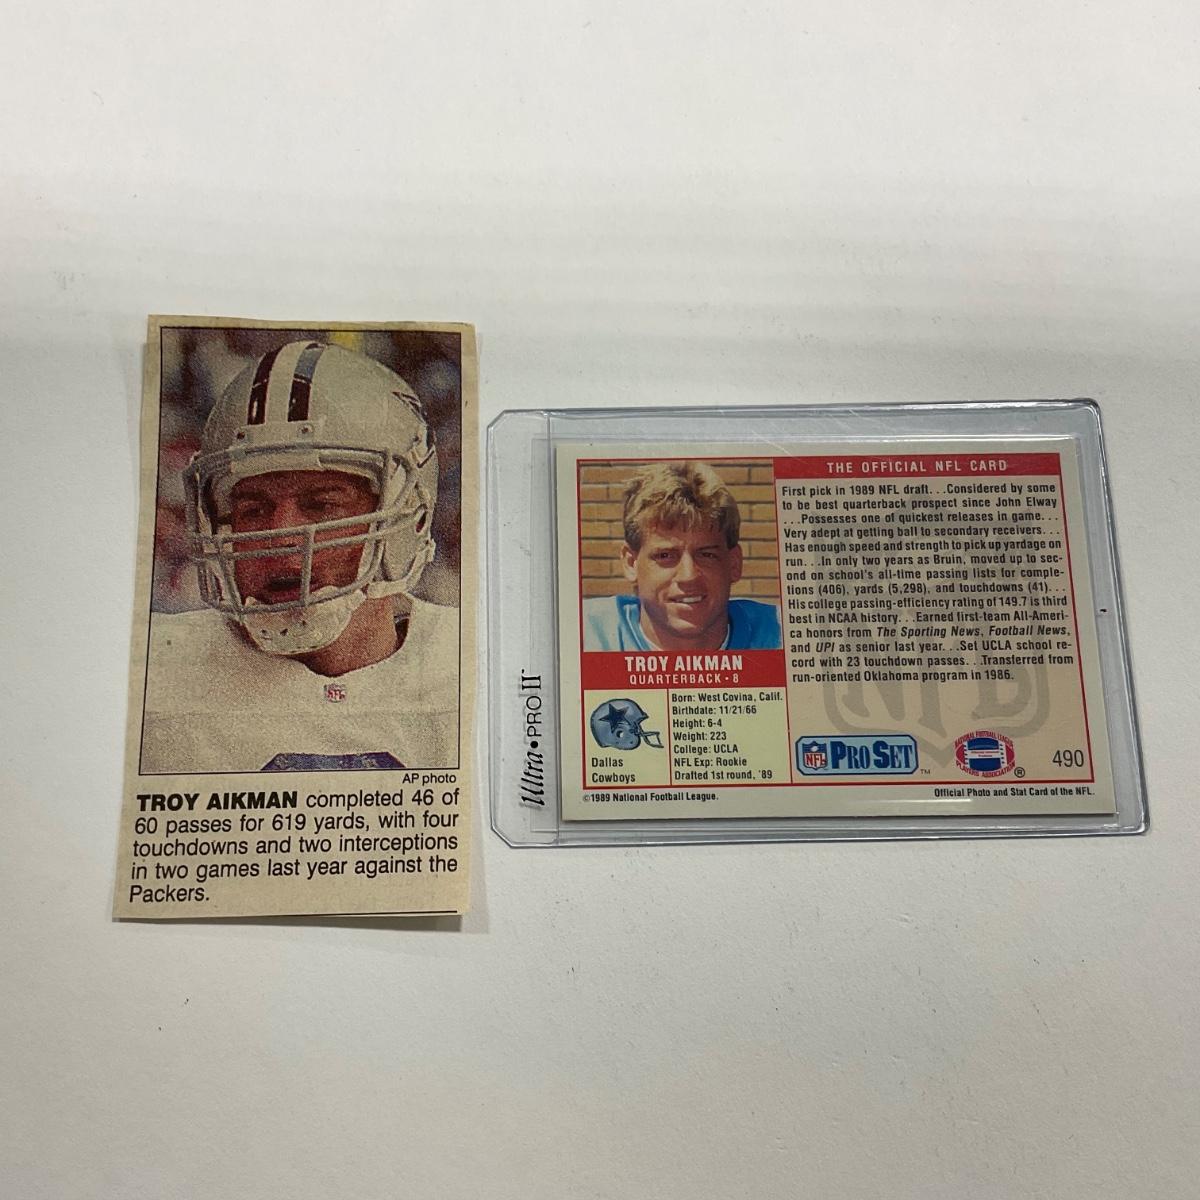 NFL
AP photo
TROY AIKMAN completed 46 of
60 passes for 619 yards, with four
touchdowns and two interceptions
in two games last year against the
Packers.
Ultra•PRO II
THE OFFICIAL NFL CARD
First pick in 1989 NFL draft. . .Considered by some
to be best quarterback prospect since John Elway
. . .Possesses one of quickest releases in game. . .
Very adept at getting ball to secondary receivers. . .
Has enough speed and strength to pick up yardage on
run. . .In only two years as Bruin, moved up to sec-
ond on school's all-time passing lists for comple-
tions (406), yards (5,298), and touchdowns (41). . .
His college passing-efficiency rating of 149.7 is third
best in NCAA history. . .Earned first-team All-Ameri-
ca honors from The Sporting News, Football News,
and UPI as senior last year. . .Set UCLA school re-
cord with 23 touchdown passes. . .Transferred from
run-oriented Oklahoma program in 1986.
TROY AIKMAN
QUARTERBACK • 8
Dallas
Cowboys
Born: West Covina, Calif.
Birthdate: 11/21/66
Height: 6-4
Weight: 223
College: UCLA
NFL Exp: Rookie
Drafted 1st round, '89
NFL
PRO SET
TM
NATIONAL FOOTBALL LEAGUE
PLAYERS ASSOCIATION
®
490
©1989 National Football League.
Official Photo and Stat Card of the NFL.